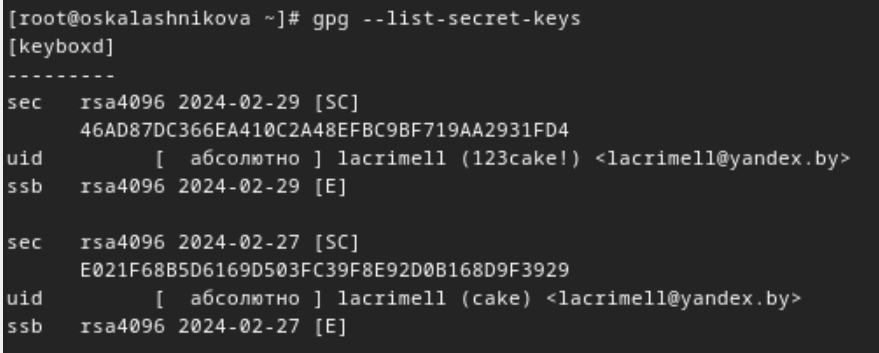 [root@oskalashnikova ~]# gpg --list-secret-keys
[keyboxd]
---------
sec   rsa4096 2024-02-29 [SC]
      46AD87DC366EA410C2A48EFBC9BF719AA2931FD4
uid           [  абсолютно ] lacrimell (123cake!) <lacrimell@yandex.by>
ssb   rsa4096 2024-02-29 [E]

sec   rsa4096 2024-02-27 [SC]
      E021F68B5D6169D503FC39F8E92D0B168D9F3929
uid           [  абсолютно ] lacrimell (cake) <lacrimell@yandex.by>
ssb   rsa4096 2024-02-27 [E]